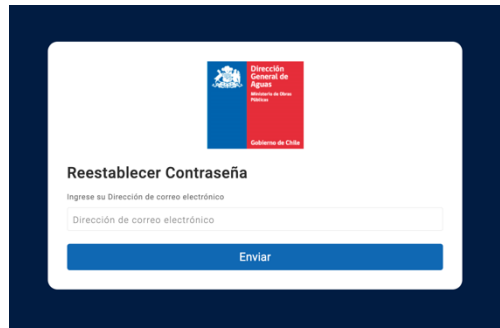 Dirección
General de
Aguas
Ministerio de Obras
Públicas
Gobierno de Chile
Reestablecer Contraseña
Ingrese su Dirección de correo electrónico
Dirección de correo electrónico
Enviar